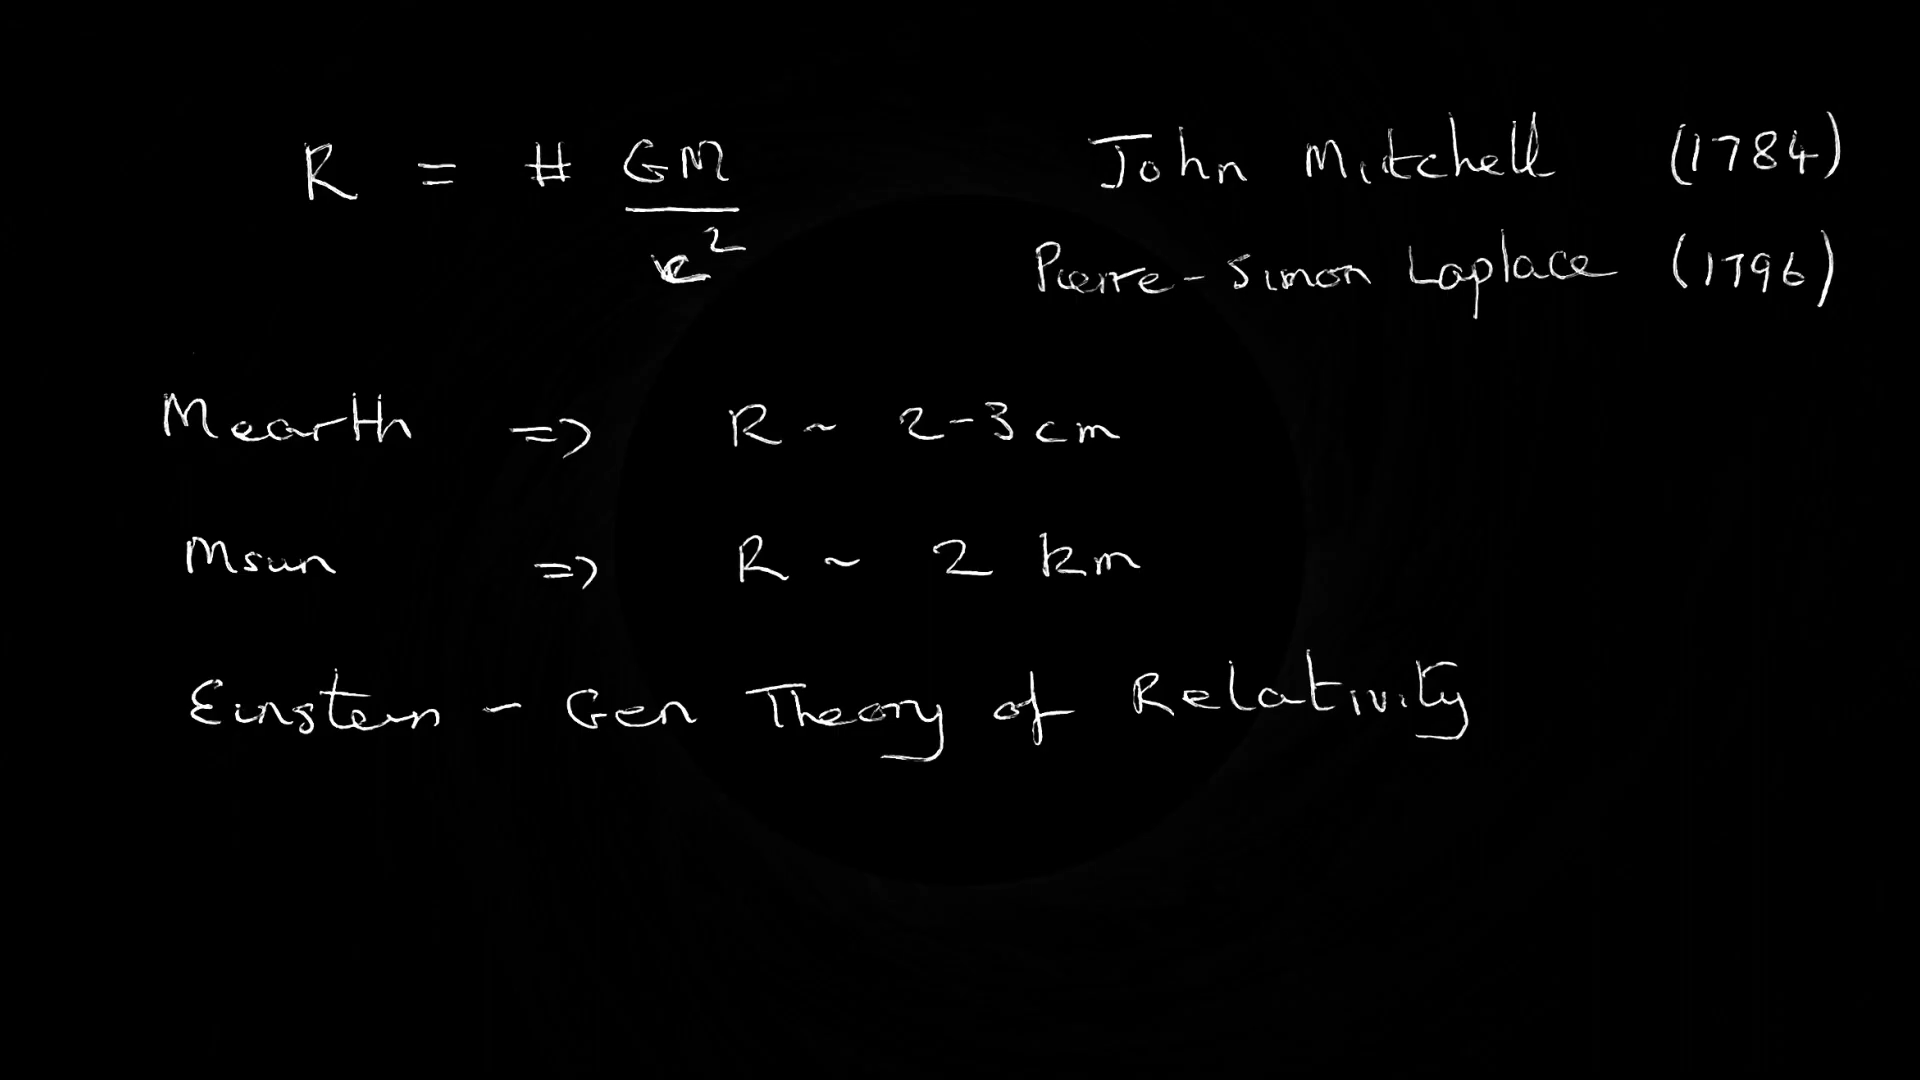 R = # GM/c²
John Mitchell (1784)
Pierre-Simon Laplace (1796)
Mearth => R ~ 2-3 cm
Msun => R ~ 2 km
Einstein - Gen Theory of Relativity